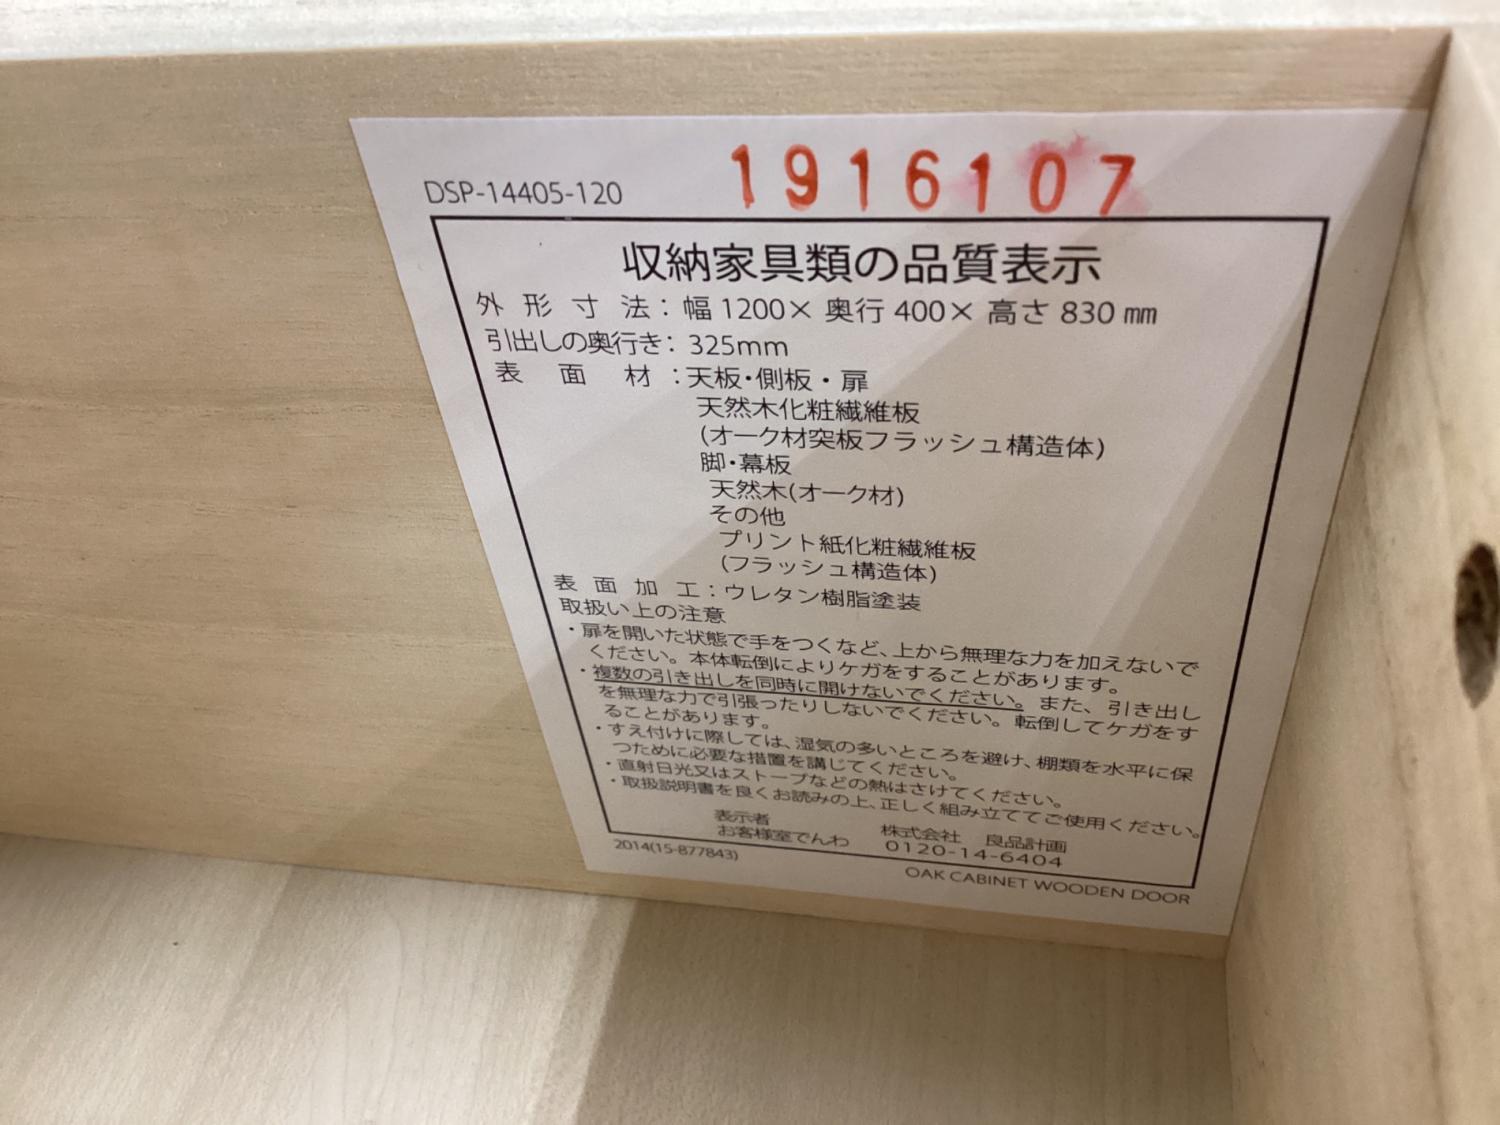 1916107
DSP-14405-120
収納家具類の品質表示
外形寸法：幅1200×奥行400×高さ830㎜
引出しの奥行き：325mm
表面材：天板・側板・扉
天然木化粧繊維板
(オーク材突板フラッシュ構造体)
脚・幕板
天然木(オーク材)
その他
プリント紙化粧繊維板
(フラッシュ構造体)
表面加工：ウレタン樹脂塗装
取扱い上の注意
・扉を開いた状態で手をつくなど、上から無理な力を加えないで
ください。本体転倒によりケガをすることがあります。
・複数の引き出しを同時に開けないでください。また、引き出し
を無理な力で引張ったりしないでください。転倒してケガをす
ることがあります。
・すえ付けに際しては、湿気の多いところを避け、棚類を水平に保
つために必要な措置を講じてください。
・直射日光又はストーブなどの熱はさけてください。
・取扱説明書を良くお読みの上、正しく組み立ててご使用ください。
表示者 株式会社 良品計画
お客様室でんわ 0120-14-6404
2014(15-877843)
OAK CABINET WOODEN DOOR